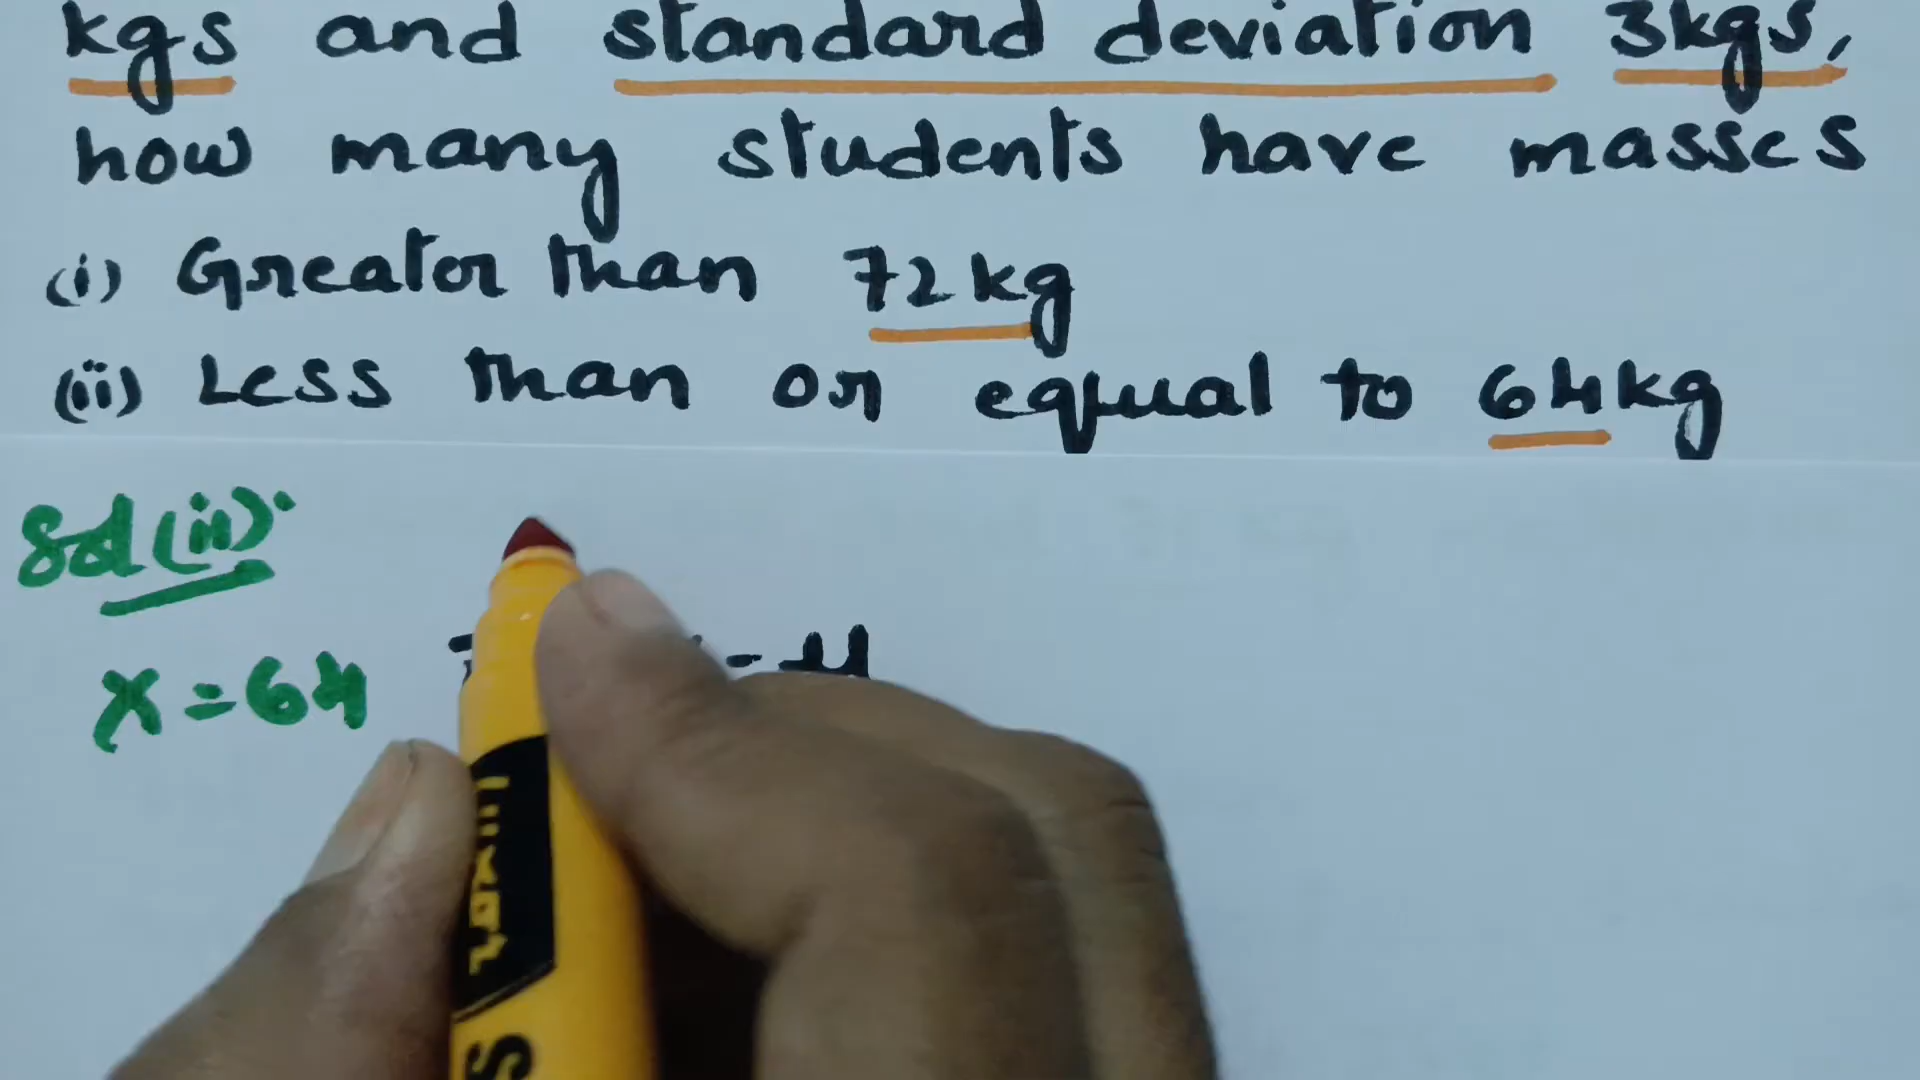 kgs and standard deviation 3kgs,
how many students have masses
(i) Greater than 72kg
(ii) Less than or equal to 64kg
Sol (ii):
x = 64
- μ